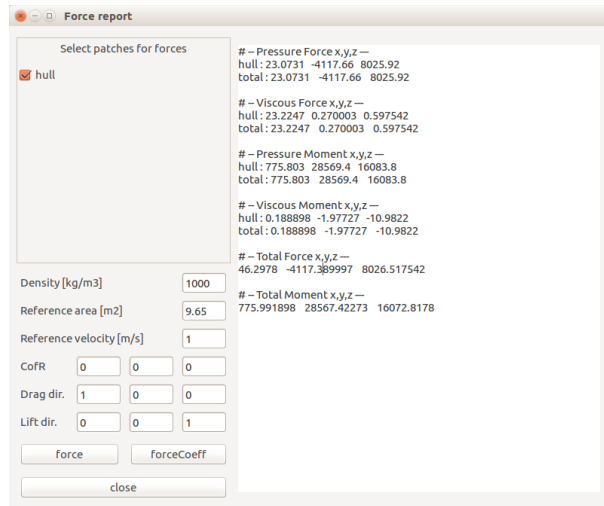 Force report
Select patches for forces
hull
Density [kg/m3] 1000
Reference area [m2] 9.65
Reference velocity [m/s] 1
CofR 0 0 0
Drag dir. 1 0 0
Lift dir. 0 0 1
force forceCoeff
close
# -- Pressure Force x,y,z ---
hull : 23.0731 -4117.66 8025.92
total : 23.0731 -4117.66 8025.92
# -- Viscous Force x,y,z ---
hull : 23.2247 0.270003 0.597542
total : 23.2247 0.270003 0.597542
# -- Pressure Moment x,y,z ---
hull : 775.803 28569.4 16083.8
total : 775.803 28569.4 16083.8
# -- Viscous Moment x,y,z ---
hull : 0.188898 -1.97727 -10.9822
total : 0.188898 -1.97727 -10.9822
# -- Total Force x,y,z ---
46.2978 -4117.389997 8026.517542
# -- Total Moment x,y,z ---
775.991898 28567.42273 16072.8178